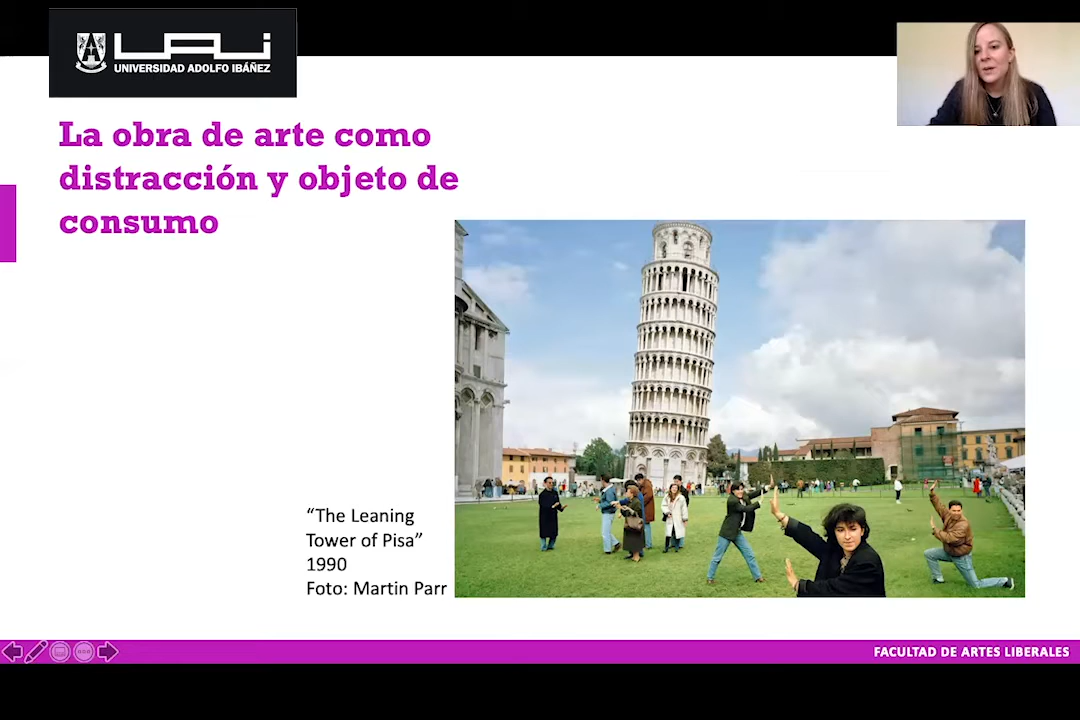 UAI
UNIVERSIDAD ADOLFO IBÁÑEZ
La obra de arte como
distracción y objeto de
consumo
“The Leaning
Tower of Pisa”
1990
Foto: Martin Parr
FACULTAD DE ARTES LIBERALES